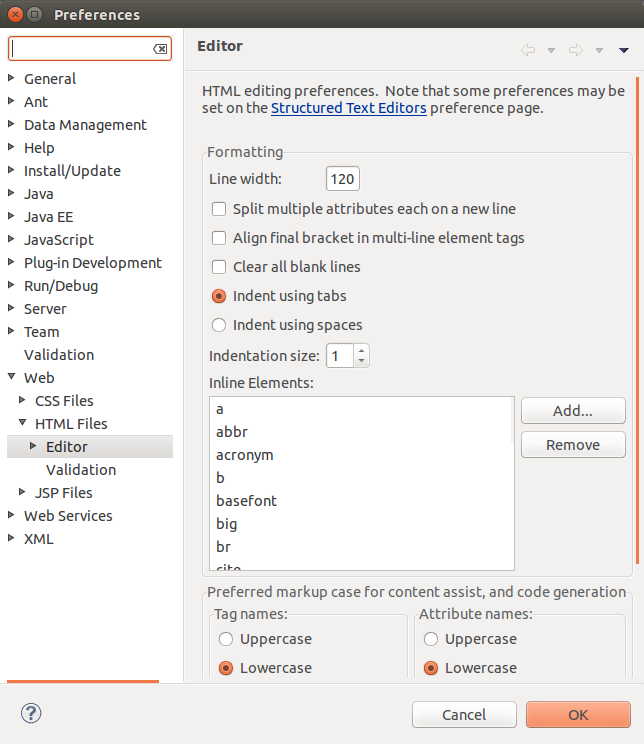 Preferences
General
Ant
Data Management
Help
Install/Update
Java
Java EE
JavaScript
Plug-in Development
Run/Debug
Server
Team
Validation
Web
CSS Files
HTML Files
Editor
Validation
JSP Files
Web Services
XML
Editor
HTML editing preferences. Note that some preferences may be
set on the Structured Text Editors preference page.
Formatting
Line width: 120
Split multiple attributes each on a new line
Align final bracket in multi-line element tags
Clear all blank lines
Indent using tabs
Indent using spaces
Indentation size: 1
Inline Elements:
a
abbr
acronym
b
basefont
big
br
cite
Add...
Remove
Preferred markup case for content assist, and code generation
Tag names:
Uppercase
Lowercase
Attribute names:
Uppercase
Lowercase
?
Cancel
OK